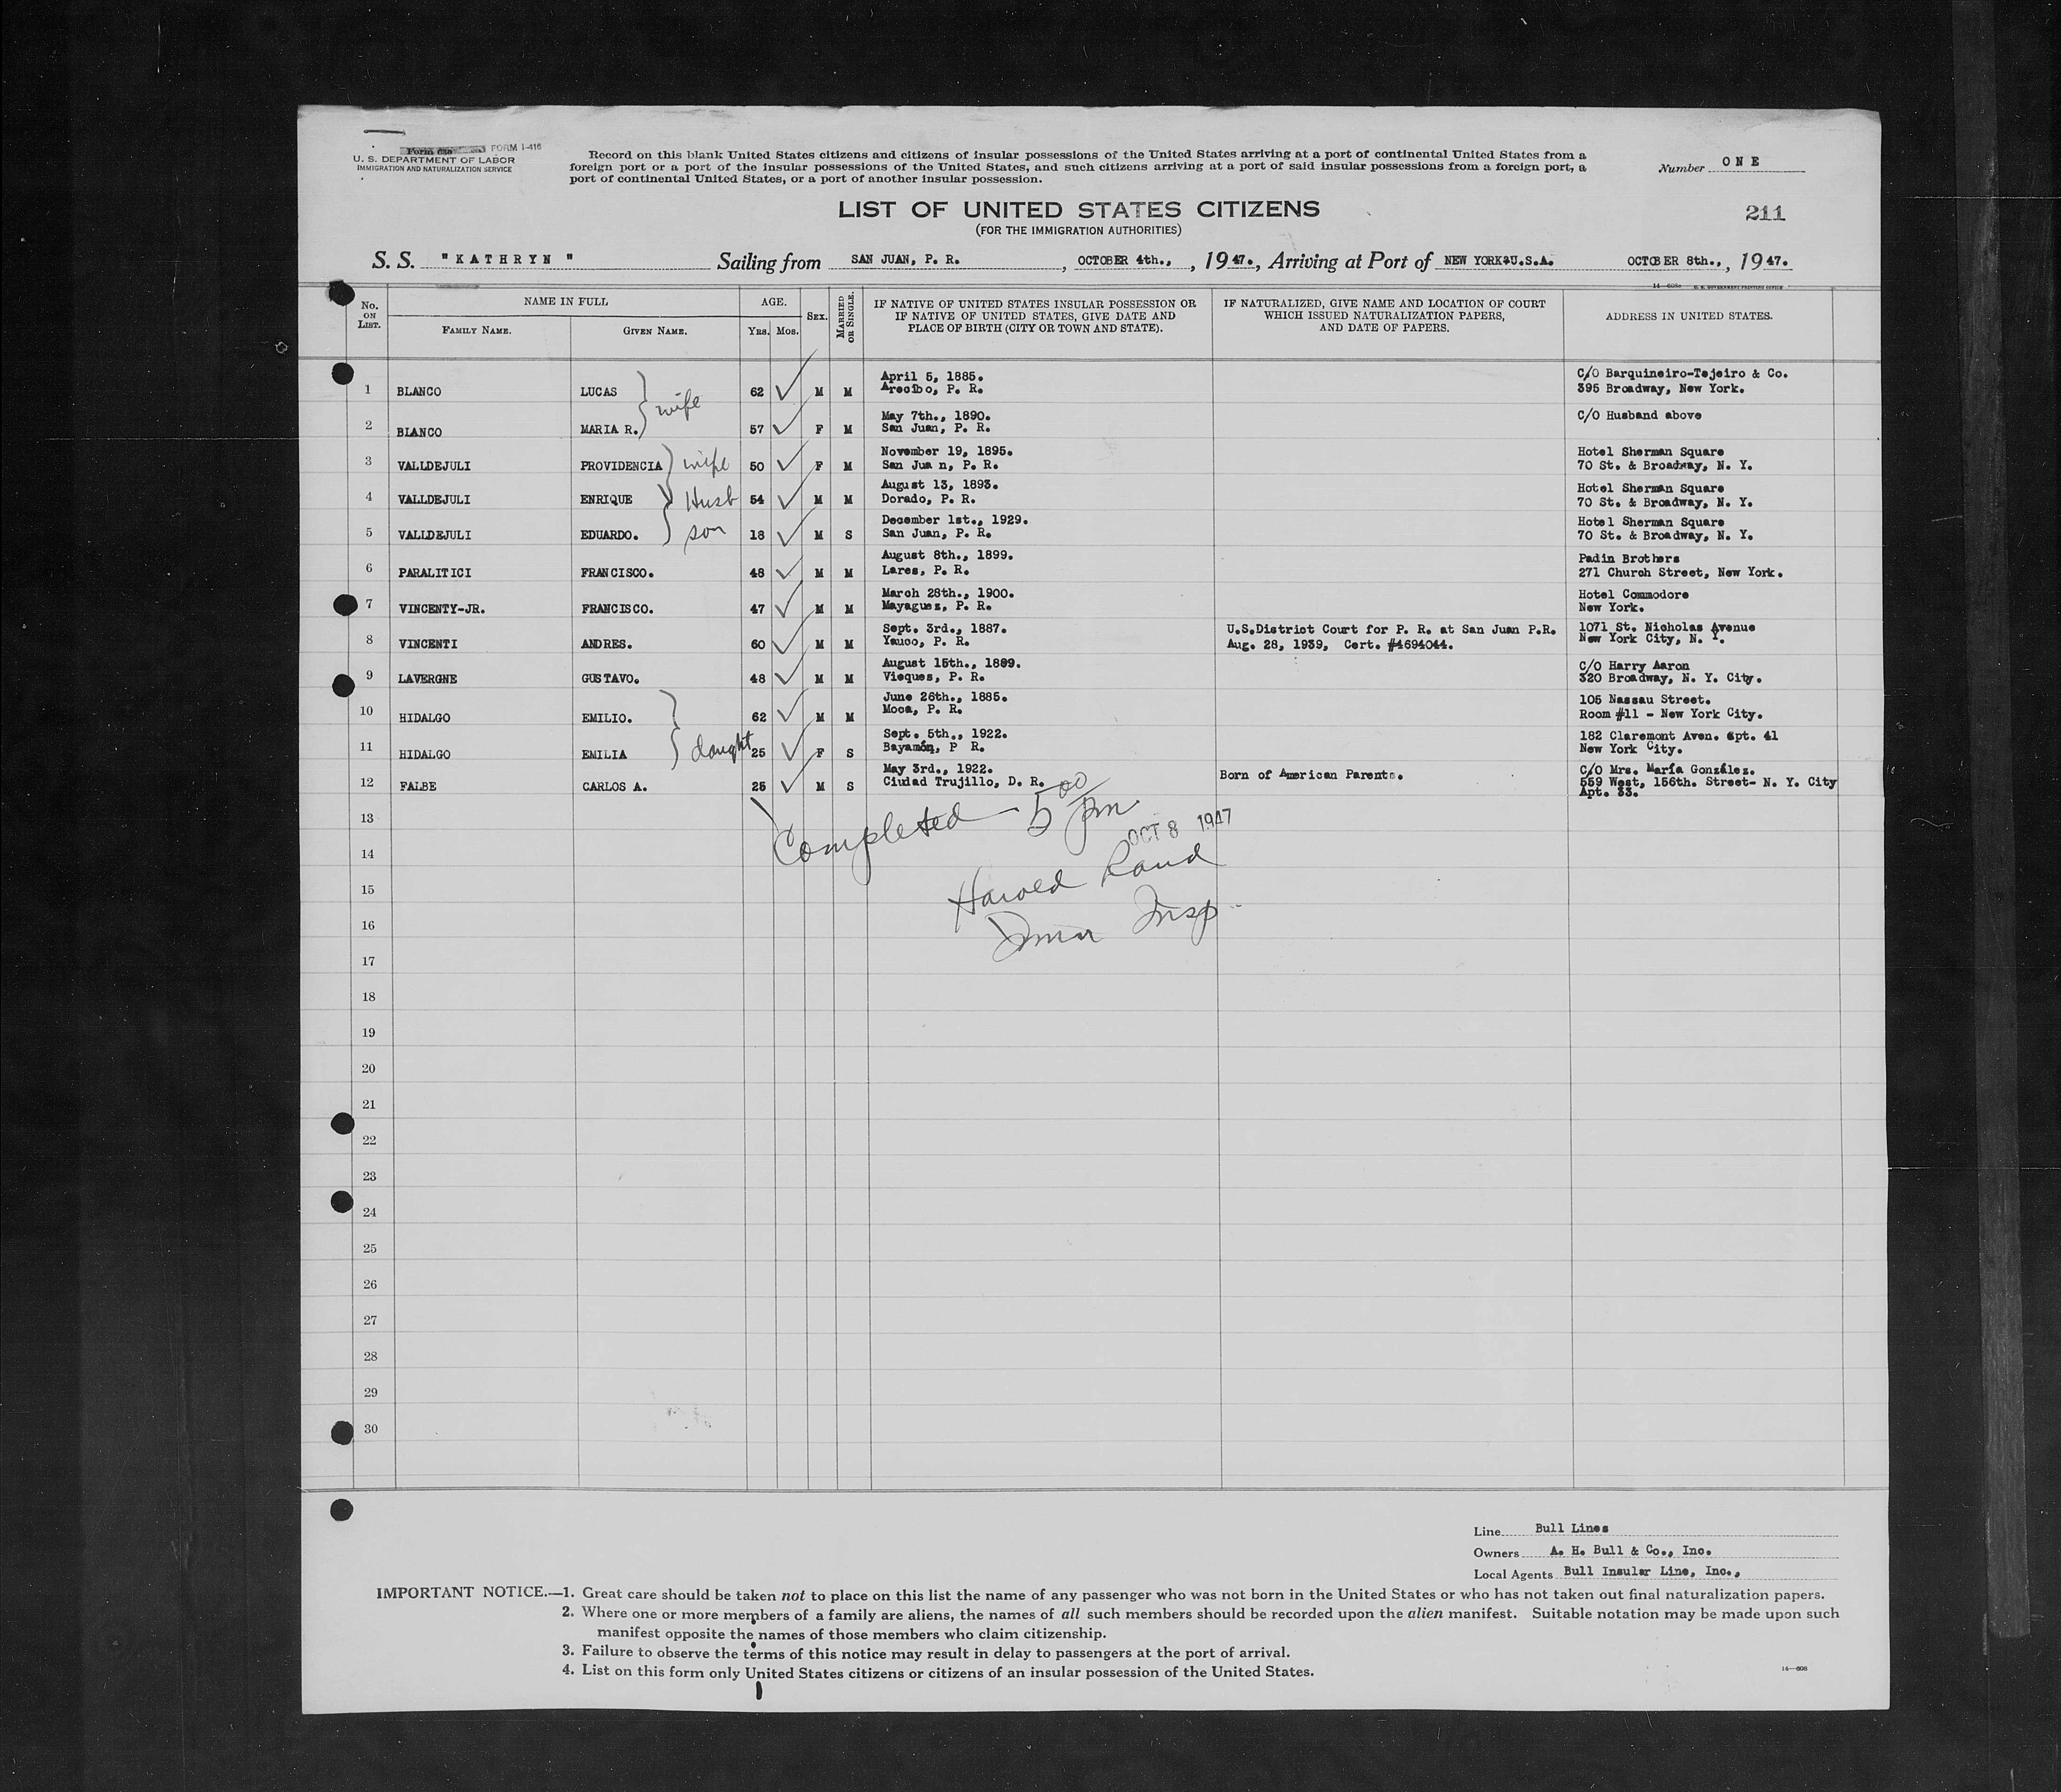 FORM I-416
U. S. DEPARTMENT OF LABOR
IMMIGRATION AND NATURALIZATION SERVICE
Record on this blank United States citizens and citizens of insular possessions of the United States arriving at a port of continental United States from a
foreign port or a port of the insular possessions of the United States, and such citizens arriving at a port of said insular possessions from a foreign port, a
port of continental United States, or a port of another insular possession.
Number ONE
LIST OF UNITED STATES CITIZENS
(FOR THE IMMIGRATION AUTHORITIES)
211
S. S. "KATHRYN" Sailing from SAN JUAN, P. R. , OCTOBER 4th., , 1947., Arriving at Port of NEW YORK U.S.A. OCTOBER 8th., , 1947.
No. ON LIST. NAME IN FULL AGE. SEX. MARRIED OR SINGLE. IF NATIVE OF UNITED STATES INSULAR POSSESSION OR IF NATIVE OF UNITED STATES, GIVE DATE AND PLACE OF BIRTH (CITY OR TOWN AND STATE). IF NATURALIZED, GIVE NAME AND LOCATION OF COURT WHICH ISSUED NATURALIZATION PAPERS, AND DATE OF PAPERS. ADDRESS IN UNITED STATES.
FAMILY NAME. GIVEN NAME. YRS. MOS.
April 5, 1885. C/O Barquineiro-Tejeiro & Co.
1 BLANCO LUCAS 62 M M Arecibo, P. R. 395 Broadway, New York.
wife
May 7th., 1890. C/O Husband above
2 BLANCO MARIA R. 57 F M San Juan, P. R.
November 19, 1895. Hotel Sherman Square
3 VALLDEJULI PROVIDENCIA wife 50 F M San Jua n, P. R. 70 St. & Broadway, N. Y.
August 13, 1893. Hotel Sherman Square
4 VALLDEJULI ENRIQUE Husb 54 M M Dorado, P. R. 70 St. & Broadway, N. Y.
December 1st., 1929. Hotel Sherman Square
5 VALLDEJULI EDUARDO. son 18 M S San Juan, P. R. 70 St. & Broadway, N. Y.
August 8th., 1899. Padin Brothers
6 PARALITICI FRANCISCO. 48 M M Lares, P. R. 271 Church Street, New York.
March 28th., 1900. Hotel Commodore
7 VINCENTY-JR. FRANCISCO. 47 M M Mayaguez, P. R. New York.
Sept. 3rd., 1887. U.S.District Court for P. R. at San Juan P.R. 1071 St. Nicholas Avenue
8 VINCENTI ANDRES. 60 M M Yauco, P. R. Aug. 28, 1939, Cert. #4694044. New York City, N. Y.
August 15th., 1899. C/O Harry Aaron
9 LAVERGNE GUSTAVO. 48 M M Vieques, P. R. 320 Broadway, N. Y. City.
June 26th., 1885. 105 Nassau Street.
10 HIDALGO EMILIO. 62 M M Moca, P. R. Room #11 - New York City.
Sept. 5th., 1922. 182 Claremont Aven. Apt. 41
11 HIDALGO EMILIA daught 25 F S Bayamón, P R. New York City.
May 3rd., 1922. C/O Mrs. María González.
12 FALBE CARLOS A. 25 M S Ciudad Trujillo, D. R. Born of American Parents. 559 West, 156th. Street- N. Y. City
Apt. 33.
Completed - 5 00 pm
OCT 8 1947
Harold Rand
Imm Insp
13
14
15
16
17
18
19
20
21
22
23
24
25
26
27
28
29
30
Line Bull Lines
Owners A. H. Bull & Co., Inc.
Local Agents Bull Insular Line, Inc.,
IMPORTANT NOTICE.—1. Great care should be taken not to place on this list the name of any passenger who was not born in the United States or who has not taken out final naturalization papers.
2. Where one or more members of a family are aliens, the names of all such members should be recorded upon the alien manifest. Suitable notation may be made upon such
manifest opposite the names of those members who claim citizenship.
3. Failure to observe the terms of this notice may result in delay to passengers at the port of arrival.
4. List on this form only United States citizens or citizens of an insular possession of the United States.
14—608